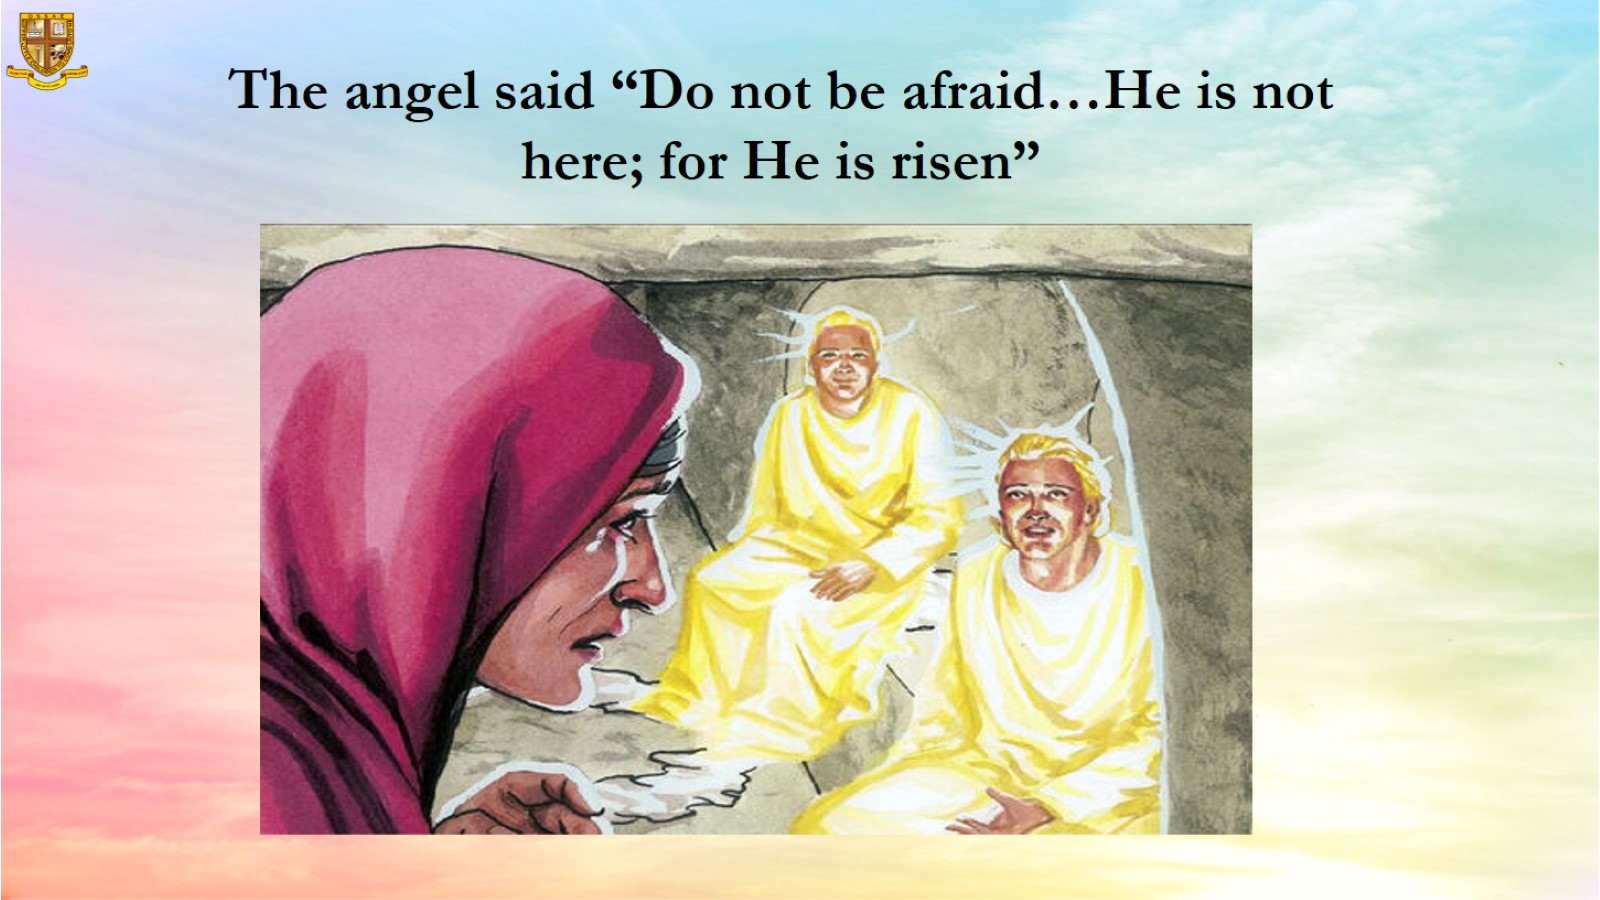 O.S.S.A.E
The angel said “Do not be afraid…He is not
here; for He is risen”